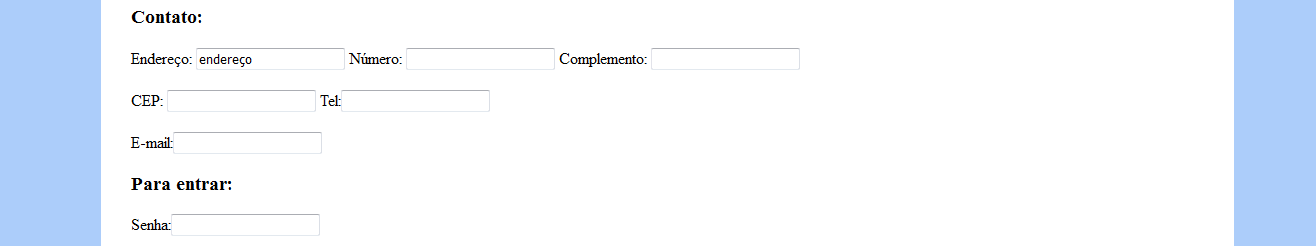 Contato:
Endereço: endereço Número: Complemento:
CEP: Tel:
E-mail:
Para entrar:
Senha: